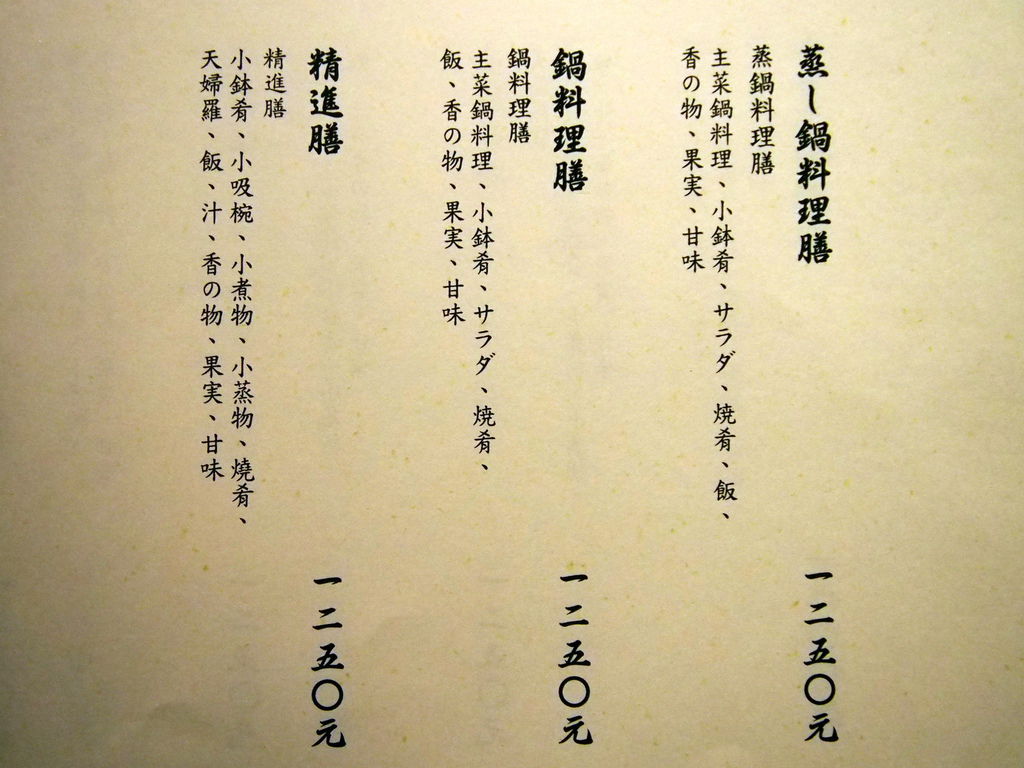 蒸し鍋料理膳
一二五〇元
蒸鍋料理膳
主菜鍋料理、小鉢肴、サラダ、焼肴、飯、
香の物、果実、甘味
鍋料理膳
一二五〇元
鍋料理膳
主菜鍋料理、小鉢肴、サラダ、焼肴、
飯、香の物、果実、甘味
精進膳
一二五〇元
精進膳
小鉢肴、小吸椀、小煮物、小蒸物、燒肴、
天婦羅、飯、汁、香の物、果実、甘味